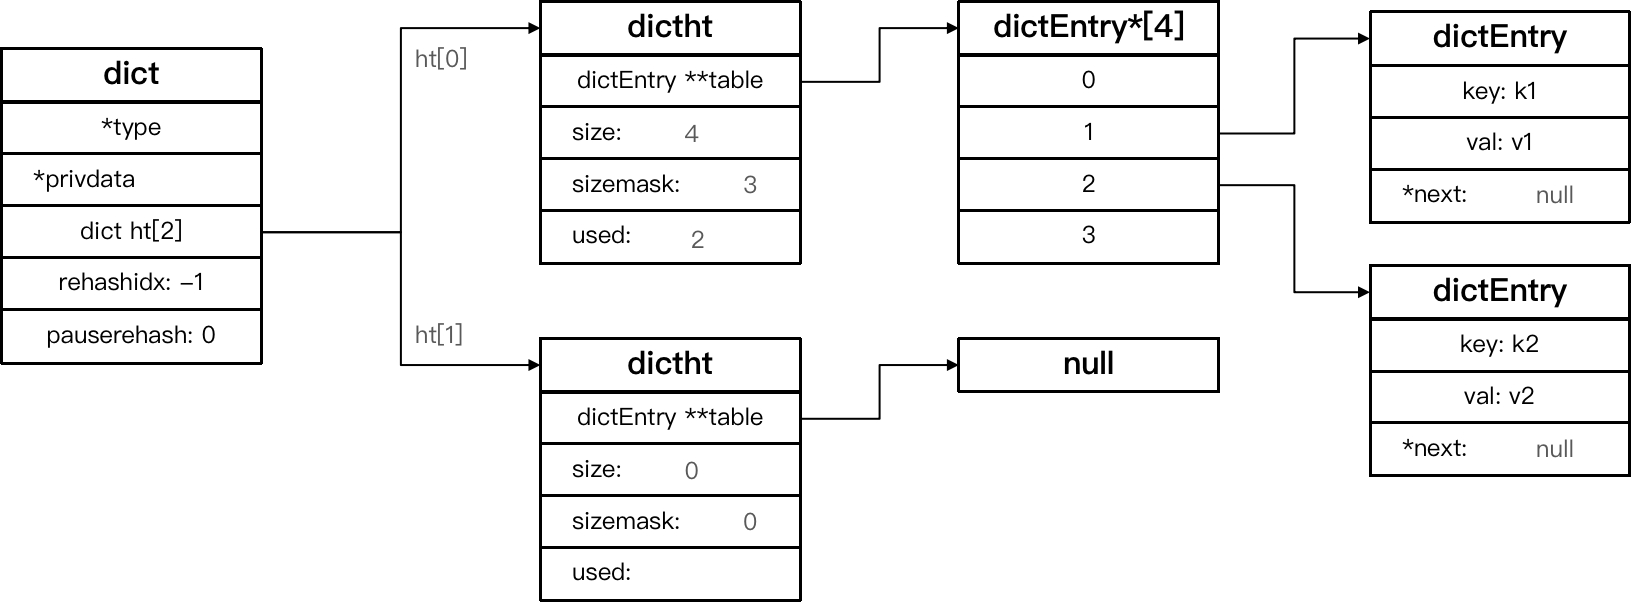 dict
*type
*privdata
dict ht[2]
rehashidx: -1
pauserehash: 0
ht[0]
dictht
dictEntry **table
size: 4
sizemask: 3
used: 2
dictEntry*[4]
0
1
2
3
dictEntry
key: k1
val: v1
*next: null
dictEntry
key: k2
val: v2
*next: null
ht[1]
dictht
dictEntry **table
size: 0
sizemask: 0
used:
null